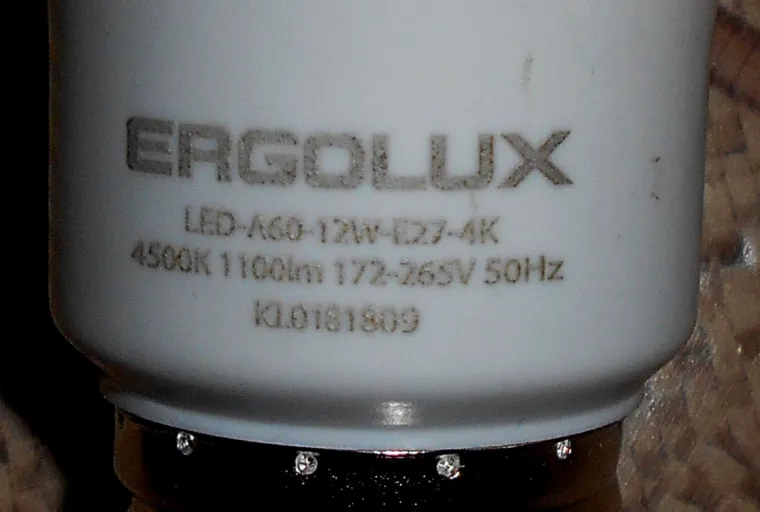 ERGOLUX
LED-A60-12W-E27-4K
4500K 1100lm 172-265V 50Hz
KL0181809